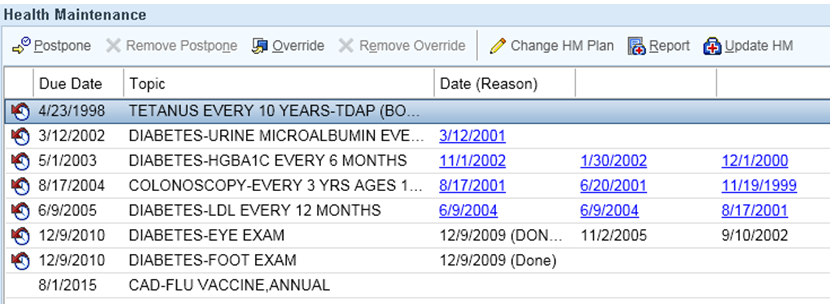 Health Maintenance
Postpone Remove Postpone Override Remove Override Change HM Plan Report Update HM
Due Date Topic Date (Reason)
4/23/1998 TETANUS EVERY 10 YEARS-TDAP (BO...
3/12/2002 DIABETES-URINE MICROALBUMIN EVE... 3/12/2001
5/1/2003 DIABETES-HGBA1C EVERY 6 MONTHS 11/1/2002 1/30/2002 12/1/2000
8/17/2004 COLONOSCOPY-EVERY 3 YRS AGES 1... 8/17/2001 6/20/2001 11/19/1999
6/9/2005 DIABETES-LDL EVERY 12 MONTHS 6/9/2004 6/9/2004 8/17/2001
12/9/2010 DIABETES-EYE EXAM 12/9/2009 (DON... 11/2/2005 9/10/2002
12/9/2010 DIABETES-FOOT EXAM 12/9/2009 (Done)
8/1/2015 CAD-FLU VACCINE,ANNUAL